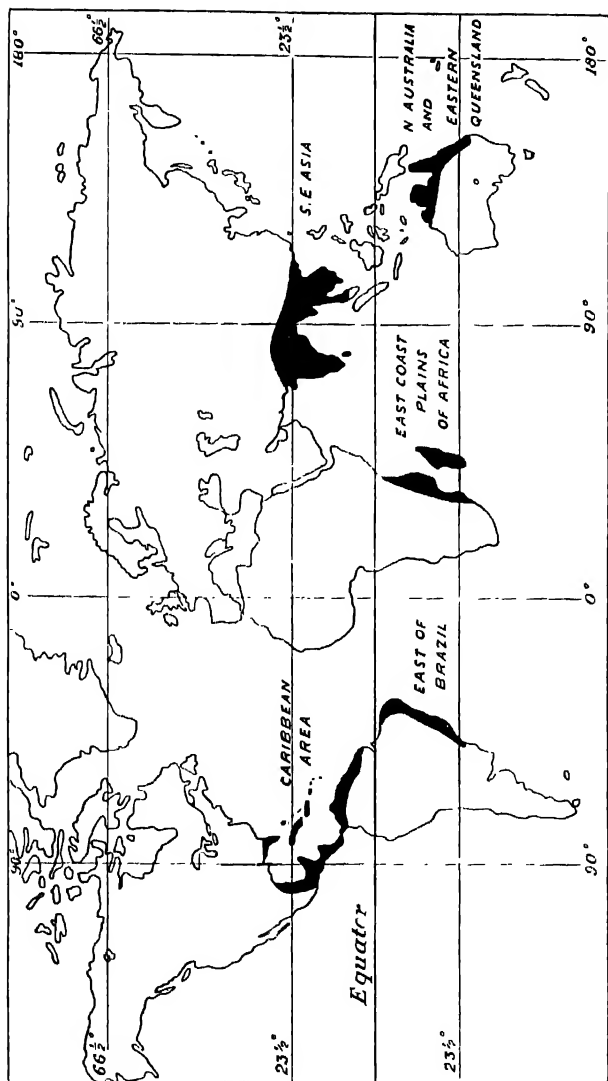 90°
0°
90°
180°
66½°
66½
23½°
23½
CARIBBEAN
AREA
S.E ASIA
Equator
EAST OF
BRAZIL
EAST COAST
PLAINS
OF AFRICA
N AUSTRALIA
AND
EASTERN
QUEENSLAND
23½°
90°
0°
90°
180°